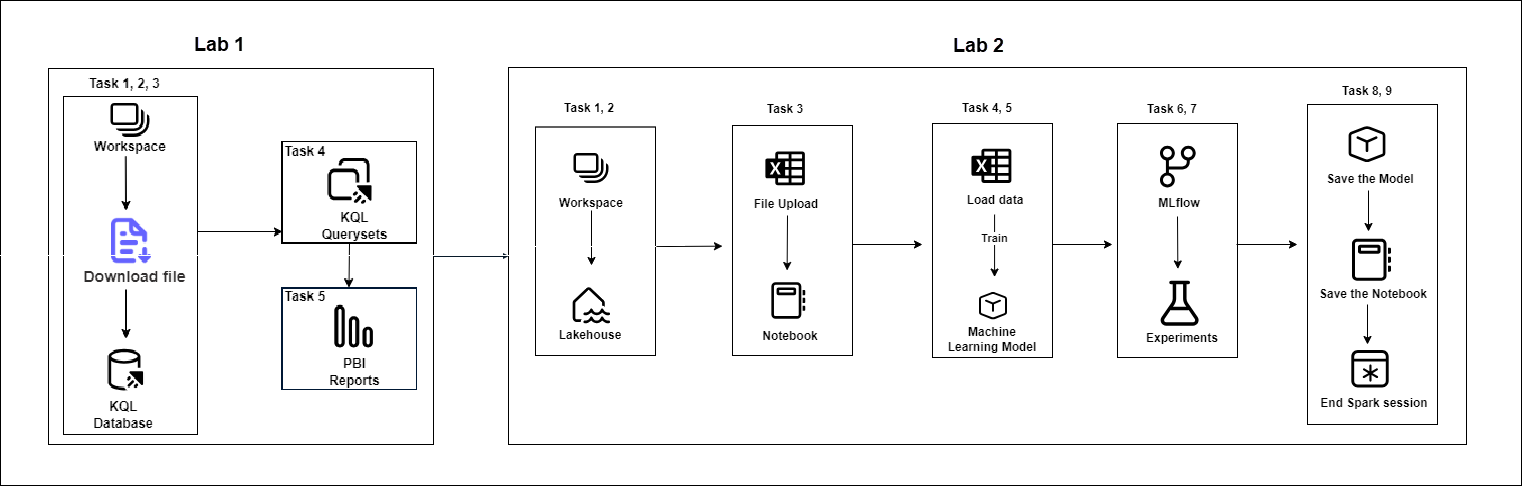 Lab 1
Task 1, 2, 3
Workspace
Download file
KQL
Database
Task 4
KQL
Querysets
Task 5
PBI
Reports
Lab 2
Task 1, 2
Workspace
Lakehouse
Task 3
X
File Upload
Notebook
Task 4, 5
X
Load data
Train
Machine
Learning Model
Task 6, 7
MLflow
Experiments
Task 8, 9
Save the Model
Save the Notebook
End Spark session